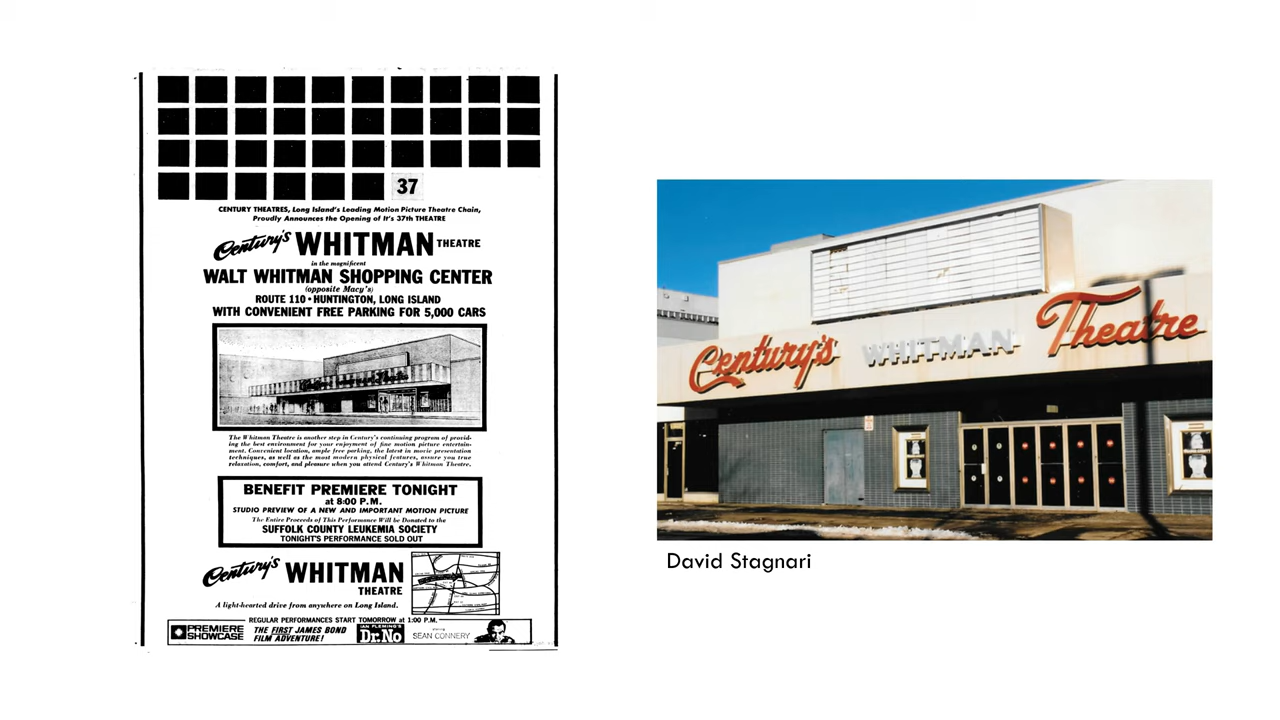 37
CENTURY THEATRES, Long Island's Leading Motion Picture Theatre Chain,
Proudly Announces the Opening of It's 37th THEATRE
Century's WHITMAN THEATRE
in the magnificent
WALT WHITMAN SHOPPING CENTER
(opposite Macy's)
ROUTE 110 • HUNTINGTON, LONG ISLAND
WITH CONVENIENT FREE PARKING FOR 5,000 CARS
The Whitman Theatre is another step in Century's continuing program of provid-
ing the best environment for your enjoyment of fine motion picture entertain-
ment. Convenient location, ample free parking, the latest in movie presentation
techniques, as well as the most modern physical features, assure you true
relaxation, comfort, and pleasure when you attend Century's Whitman Theatre.
BENEFIT PREMIERE TONIGHT
at 8:00 P.M.
STUDIO PREVIEW OF A NEW AND IMPORTANT MOTION PICTURE
The Entire Proceeds of This Performance Will be Donated to the
SUFFOLK COUNTY LEUKEMIA SOCIETY
TONIGHT'S PERFORMANCE SOLD OUT
Century's WHITMAN
THEATRE
A light-hearted drive from anywhere on Long Island.
REGULAR PERFORMANCES START TOMORROW at 1:00 P.M.
PREMIERE
SHOWCASE
THE FIRST JAMES BOND
FILM ADVENTURE!
IAN FLEMING'S
Dr. No
starring
SEAN CONNERY
Century's WHITMAN Theatre
David Stagnari